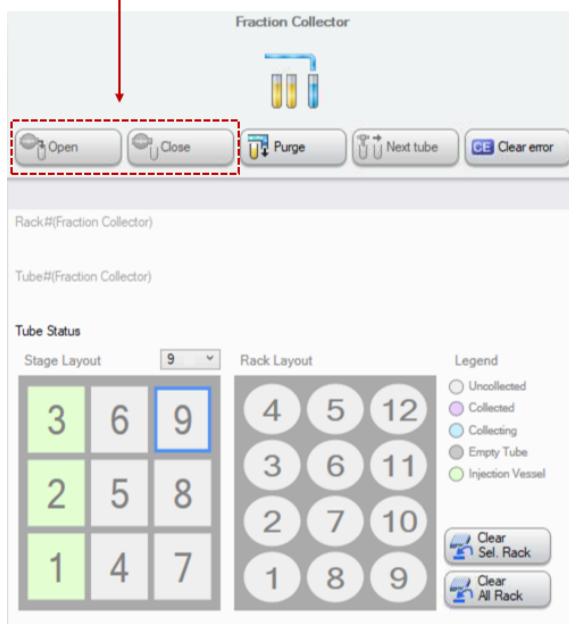 Fraction Collector
Open Close Purge Next tube CE Clear error
Rack#(Fraction Collector)
Tube#(Fraction Collector)
Tube Status
Stage Layout 9 Rack Layout Legend
3 6 9
2 5 8
1 4 7
4 5 12
3 6 11
2 7 10
1 8 9
Uncollected
Collected
Collecting
Empty Tube
Injection Vessel
Clear
Sel. Rack
Clear
All Rack